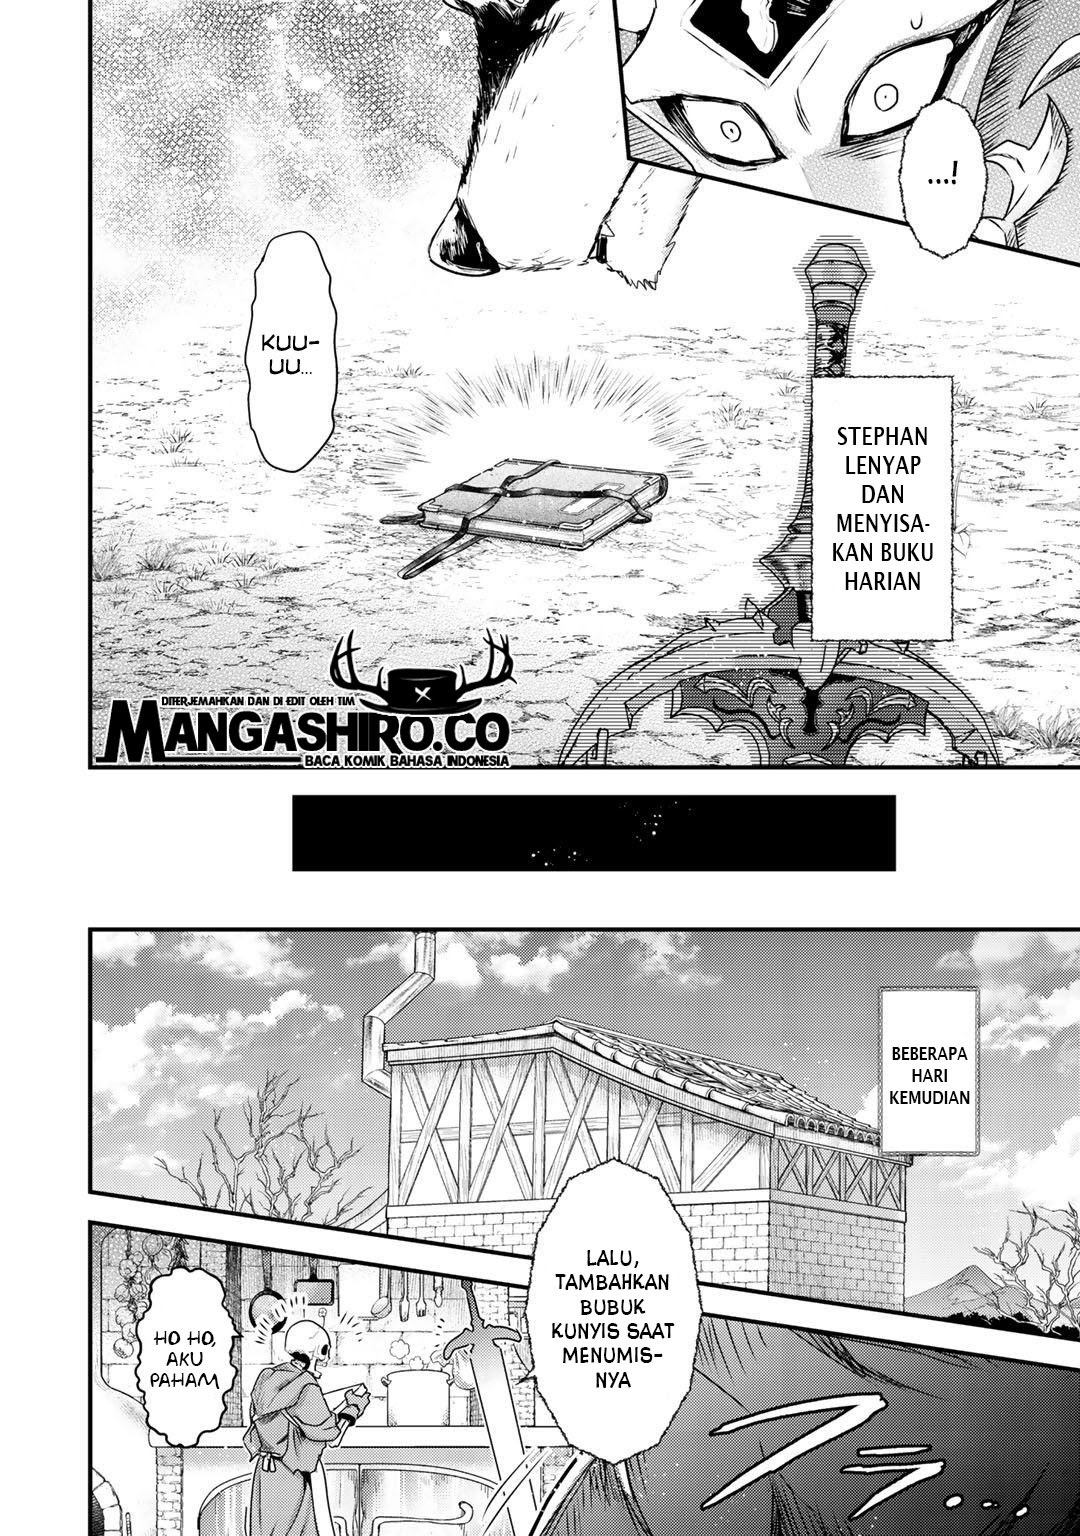 ...!
KUU-
UU...
STEPHAN
LENYAP
DAN
MENYISA-
KAN BUKU
HARIAN
DITERJEMAHKAN DAN DI EDIT OLEH TIM
MANGASHIRO.CO
BACA KOMIK BAHASA INDONESIA
BEBERAPA
HARI
KEMUDIAN
LALU,
TAMBAHKAN
BUBUK
KUNYIS SAAT
MENUMIS-
NYA
HO HO,
AKU
PAHAM